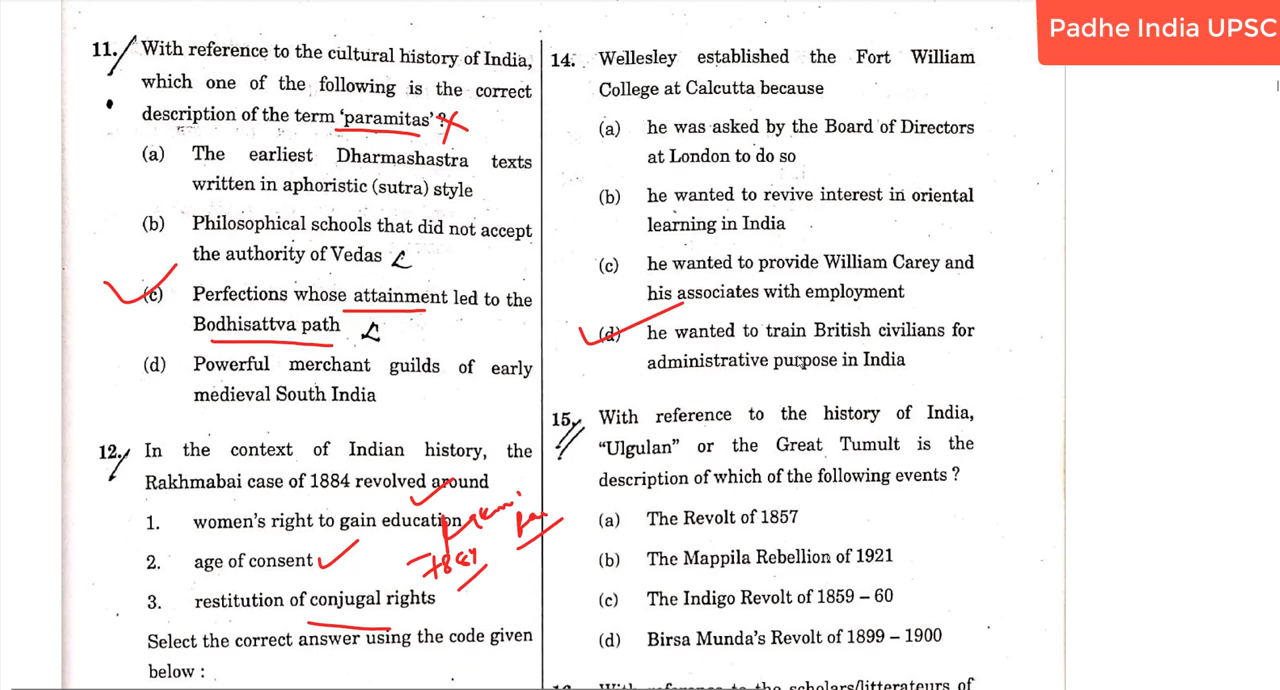 Padhe India UPSC
11. With reference to the cultural history of India,
which one of the following is the correct
description of the term ‘paramitas’ ?
(a) The earliest Dharmashastra texts
written in aphoristic (sutra) style
(b) Philosophical schools that did not accept
the authority of Vedas
(c) Perfections whose attainment led to the
Bodhisattva path
(d) Powerful merchant guilds of early
medieval South India
12. In the context of Indian history, the
Rakhmabai case of 1884 revolved around
1. women’s right to gain education
2. age of consent
3. restitution of conjugal rights
Select the correct answer using the code given
below :
14. Wellesley established the Fort William
College at Calcutta because
(a) he was asked by the Board of Directors
at London to do so
(b) he wanted to revive interest in oriental
learning in India
(c) he wanted to provide William Carey and
his associates with employment
(d) he wanted to train British civilians for
administrative purpose in India
15. With reference to the history of India,
“Ulgulan” or the Great Tumult is the
description of which of the following events ?
(a) The Revolt of 1857
(b) The Mappila Rebellion of 1921
(c) The Indigo Revolt of 1859 – 60
(d) Birsa Munda’s Revolt of 1899 – 1900
the scholars/litterateurs of